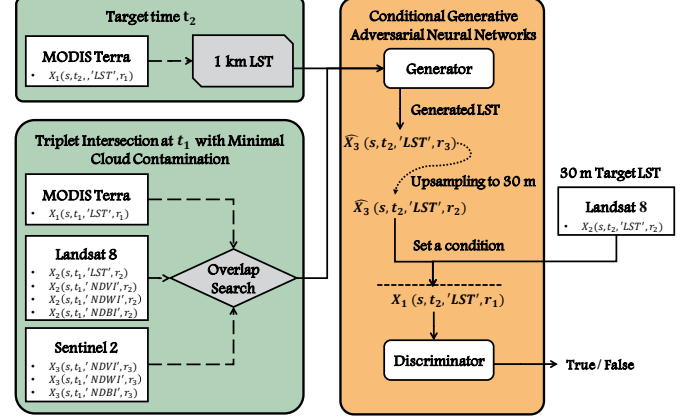 Target time t₂
MODIS Terra
• X₁(s,t₂,,'LST',r₁)
1 km LST
Triplet Intersection at t₁ with Minimal
Cloud Contamination
MODIS Terra
• X₁(s,t₁,'LST',r₁)
Landsat 8
• X₂(s,t₁,'LST',r₂)
• X₂(s,t₁,'NDVI',r₂)
• X₂(s,t₁,'NDWI',r₂)
• X₂(s,t₁,'NDBI',r₂)
Sentinel 2
• X₃(s,t₁,'NDVI',r₃)
• X₃(s,t₁,'NDWI',r₃)
• X₃(s,t₁,'NDBI',r₃)
Overlap
Search
Conditional Generative
Adversarial Neural Networks
Generator
Generated LST
X̂₃ (s,t₂,'LST',r₃)
Upsampling to 30 m
X̂₃ (s,t₂,'LST',r₂)
Set a condition
X₁ (s,t₂,'LST',r₁)
Discriminator
30 m Target LST
Landsat 8
• X₂(s,t₂,'LST',r₂)
True / False